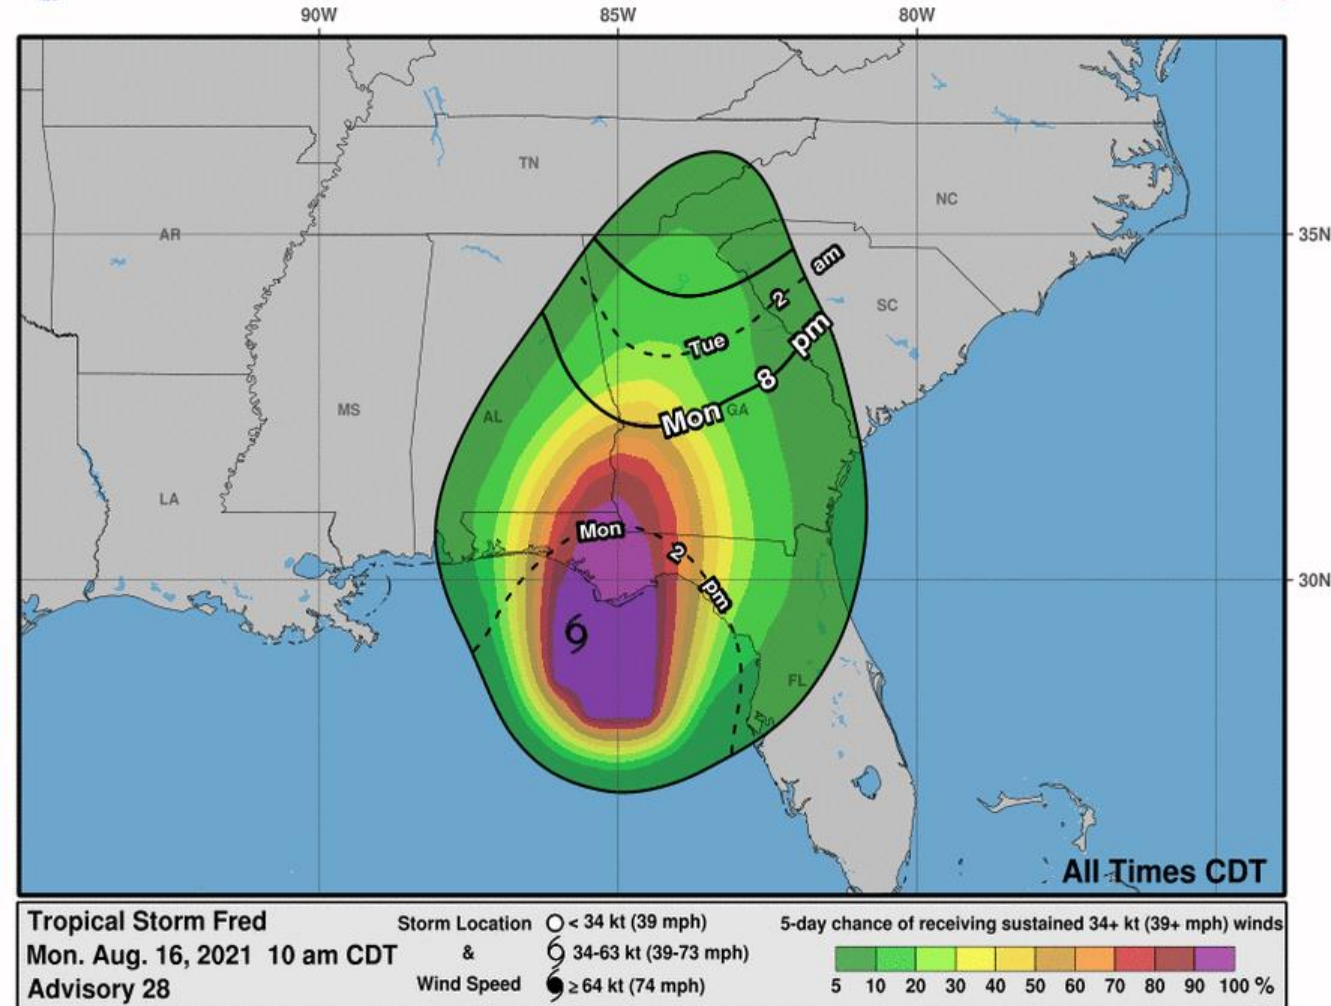 90W 85W 80W
TN
NC
AR
35N
am
2
SC
Tue
pm
8
Mon
MS
AL
GA
LA
Mon
2
pm
30N
FL
All Times CDT
Tropical Storm Fred
Mon. Aug. 16, 2021 10 am CDT
Advisory 28
Storm Location
&
Wind Speed
< 34 kt (39 mph)
34-63 kt (39-73 mph)
≥ 64 kt (74 mph)
5-day chance of receiving sustained 34+ kt (39+ mph) winds
5 10 20 30 40 50 60 70 80 90 100 %